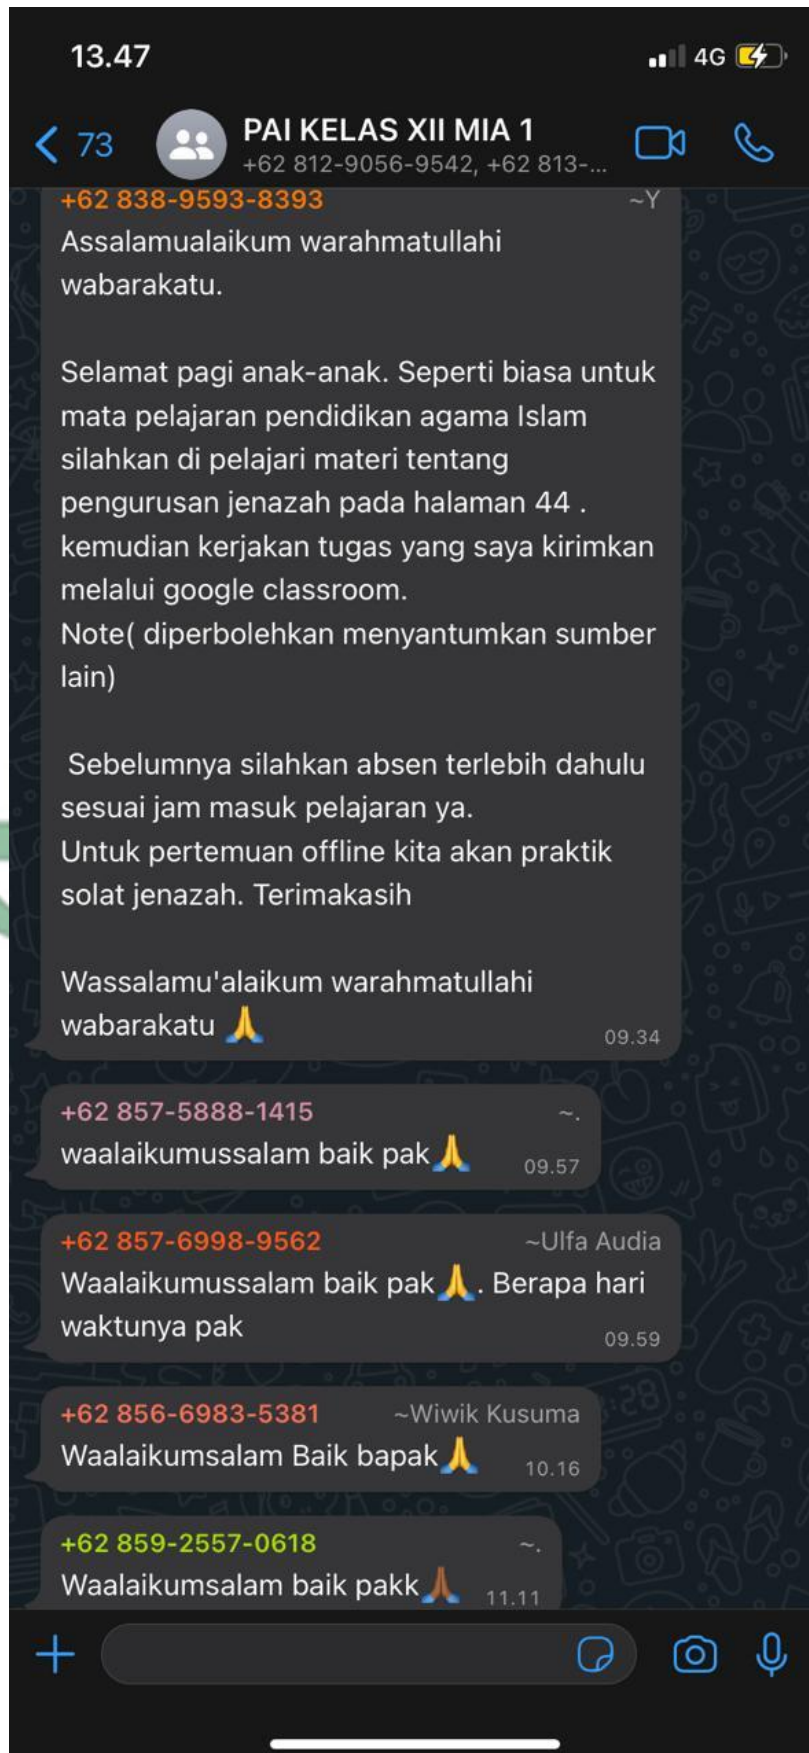 13.47
4G
73
PAI KELAS XII MIA 1
+62 812-9056-9542, +62 813-...
+62 838-9593-8393 ~Y
Assalamualaikum warahmatullahi
wabarakatu.
Selamat pagi anak-anak. Seperti biasa untuk
mata pelajaran pendidikan agama Islam
silahkan di pelajari materi tentang
pengurusan jenazah pada halaman 44 .
kemudian kerjakan tugas yang saya kirimkan
melalui google classroom.
Note( diperbolehkan menyantumkan sumber
lain)
Sebelumnya silahkan absen terlebih dahulu
sesuai jam masuk pelajaran ya.
Untuk pertemuan offline kita akan praktik
solat jenazah. Terimakasih
Wassalamu'alaikum warahmatullahi
wabarakatu 🙏
09.34
+62 857-5888-1415 ~.
waalaikumussalam baik pak🙏 09.57
+62 857-6998-9562 ~Ulfa Audia
Waalaikumussalam baik pak🙏. Berapa hari
waktunya pak
09.59
+62 856-6983-5381 ~Wiwik Kusuma
Waalaikumsalam Baik bapak🙏 10.16
+62 859-2557-0618 ~.
Waalaikumsalam baik pakk🙏🏾 11.11